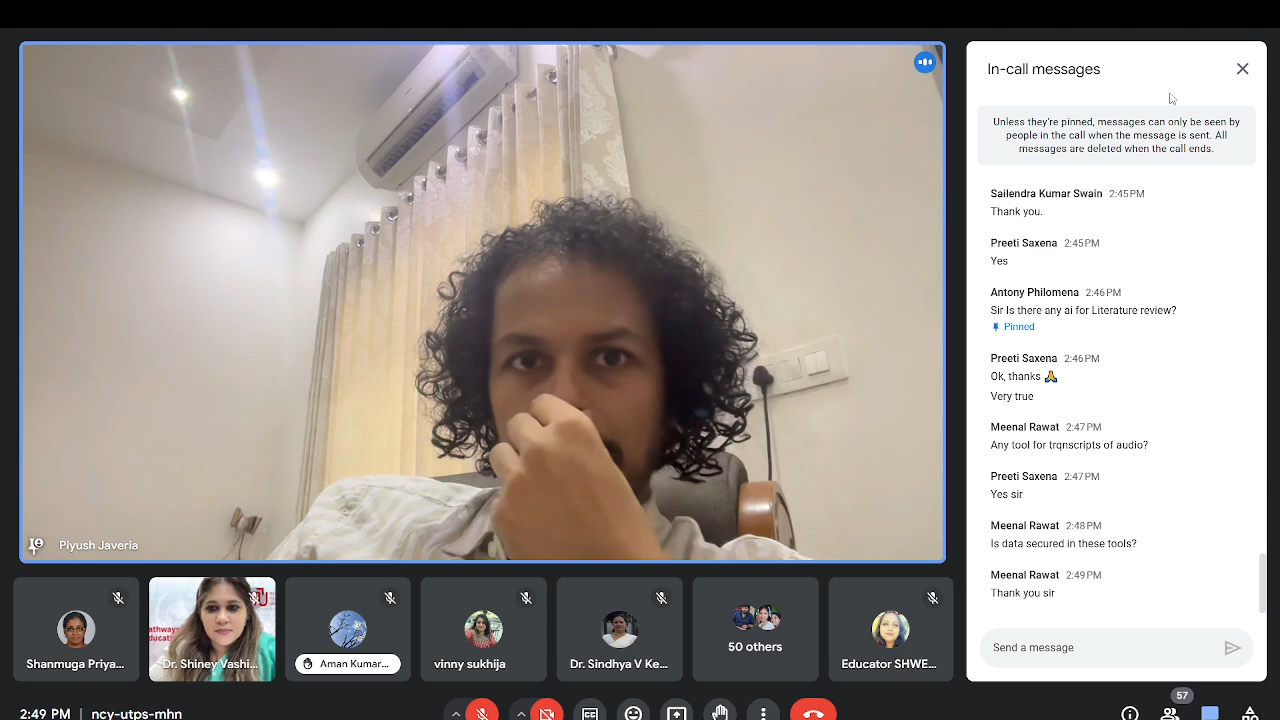 In-call messages
Unless they're pinned, messages can only be seen by
people in the call when the message is sent. All
messages are deleted when the call ends.
Sailendra Kumar Swain 2:45 PM
Thank you.
Preeti Saxena 2:45 PM
Yes
Antony Philomena 2:46 PM
Sir Is there any ai for Literature review?
Pinned
Preeti Saxena 2:46 PM
Ok, thanks 🙏
Very true
Meenal Rawat 2:47 PM
Any tool for trqnscripts of audio?
Preeti Saxena 2:47 PM
Yes sir
Meenal Rawat 2:48 PM
Is data secured in these tools?
Meenal Rawat 2:49 PM
Thank you sir
Send a message
Piyush Javeria
Shanmuga Priya...
Dr. Shiney Vashi...
Aman Kumar...
vinny sukhija
Dr. Sindhya V Ke...
50 others
Educator SHWE...
2:49 PM | ncy-utps-mhn
57